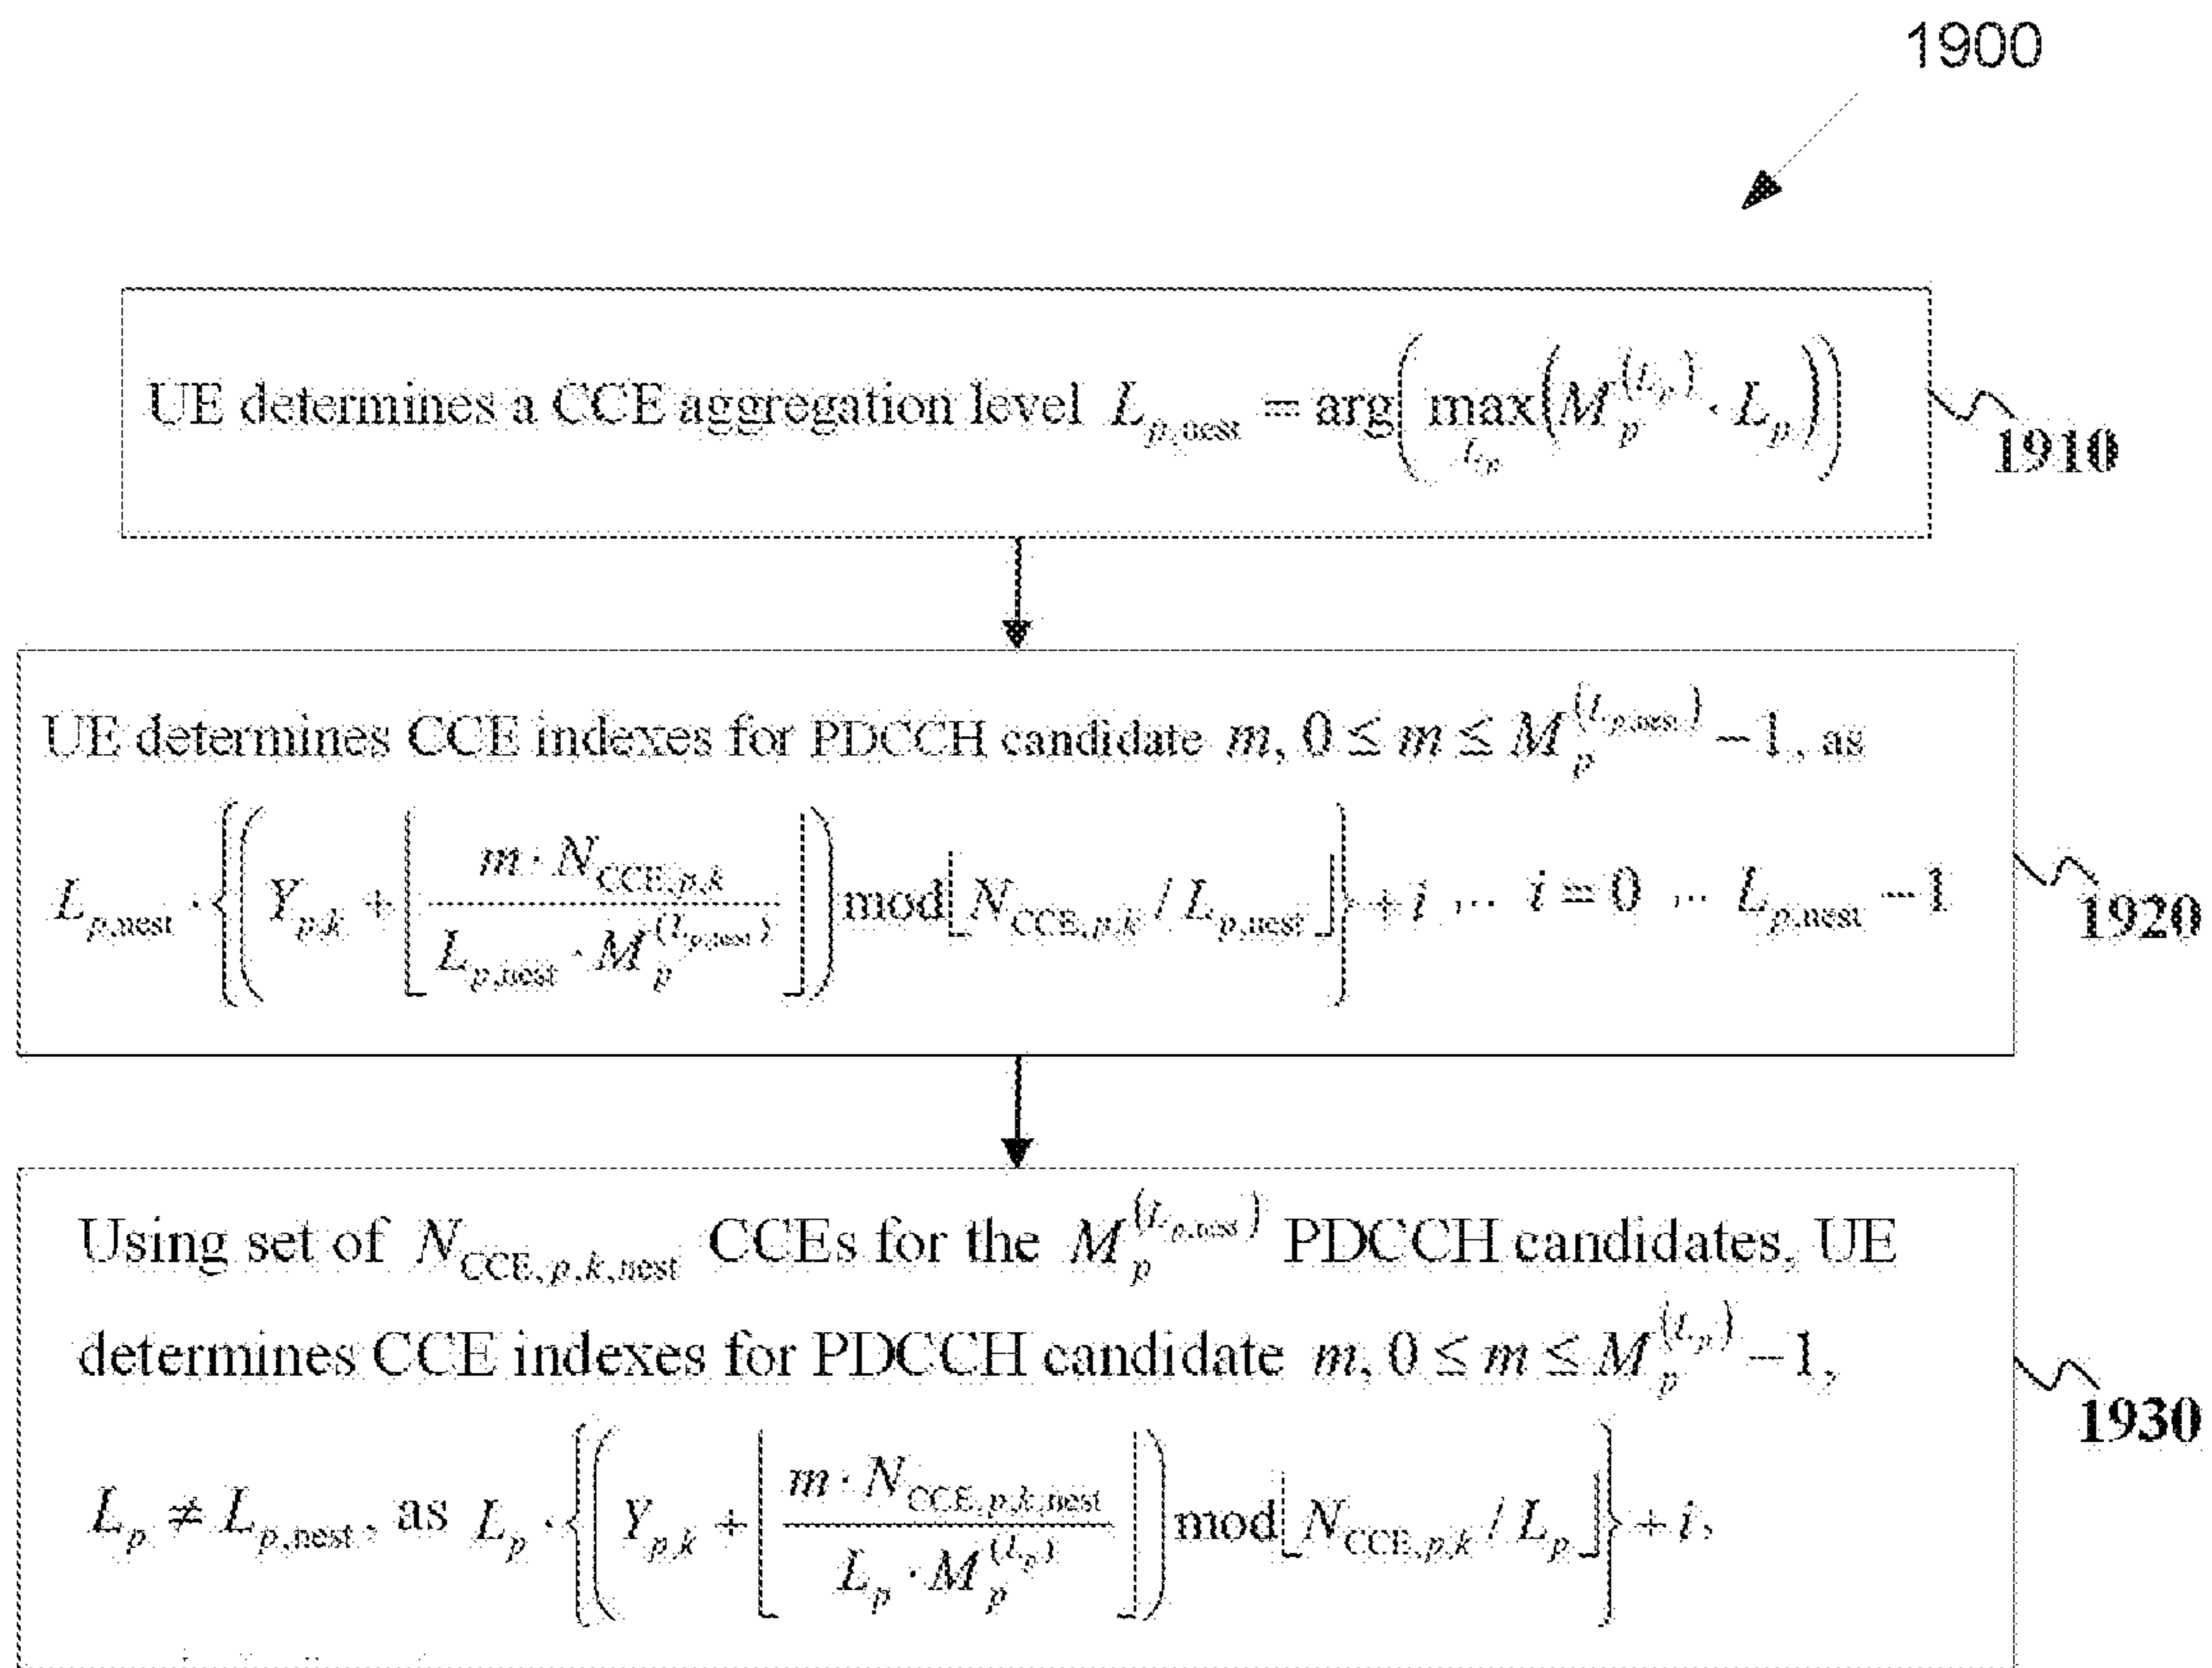 1900
UE determines a CCE aggregation level L_{p,nest} = arg( max_{L_p} ( M_p^{(L_p)} · L_p ) )
1910
UE determines CCE indexes for PDCCH candidate m, 0 ≤ m ≤ M_p^{(L_{p,nest})} −1, as
L_{p,nest} · { ( Y_{p,k} + ⌊ m · N_{CCE,p,k} / L_{p,nest} · M_p^{(L_{p,nest})} ⌋ ) mod ⌊ N_{CCE,p,k} / L_{p,nest} ⌋ } + i ,.. i = 0 ,.. L_{p,nest} −1
1920
Using set of N_{CCE,p,k,nest} CCEs for the M_p^{(L_{p,nest})} PDCCH candidates, UE
determines CCE indexes for PDCCH candidate m, 0 ≤ m ≤ M_p^{(L_p)} −1,
L_p ≠ L_{p,nest}, as L_p · { ( Y_{p,k} + ⌊ m · N_{CCE,p,k,nest} / L_p · M_p^{(L_p)} ⌋ ) mod ⌊ N_{CCE,p,k} / L_p ⌋ } + i,
1930